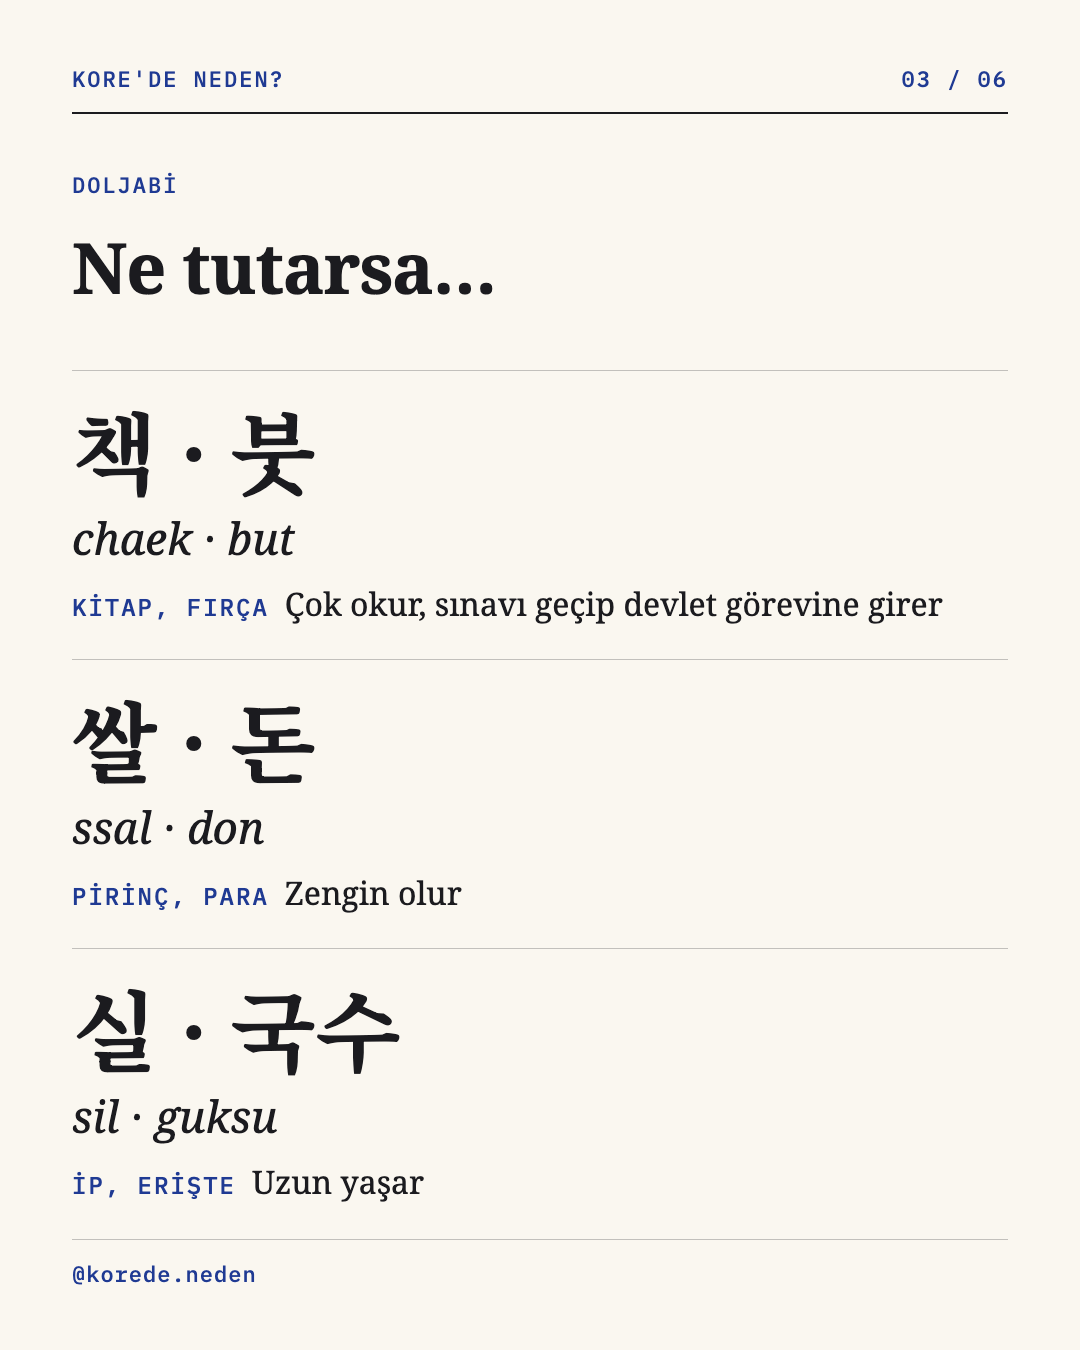 KORE'DE NEDEN? 03 / 06
DOLJABİ
Ne tutarsa...
책 · 붓
chaek · but
KİTAP, FIRÇA Çok okur, sınavı geçip devlet görevine girer
쌀 · 돈
ssal · don
PİRİNÇ, PARA Zengin olur
실 · 국수
sil · guksu
İP, ERİŞTE Uzun yaşar
@korede.neden